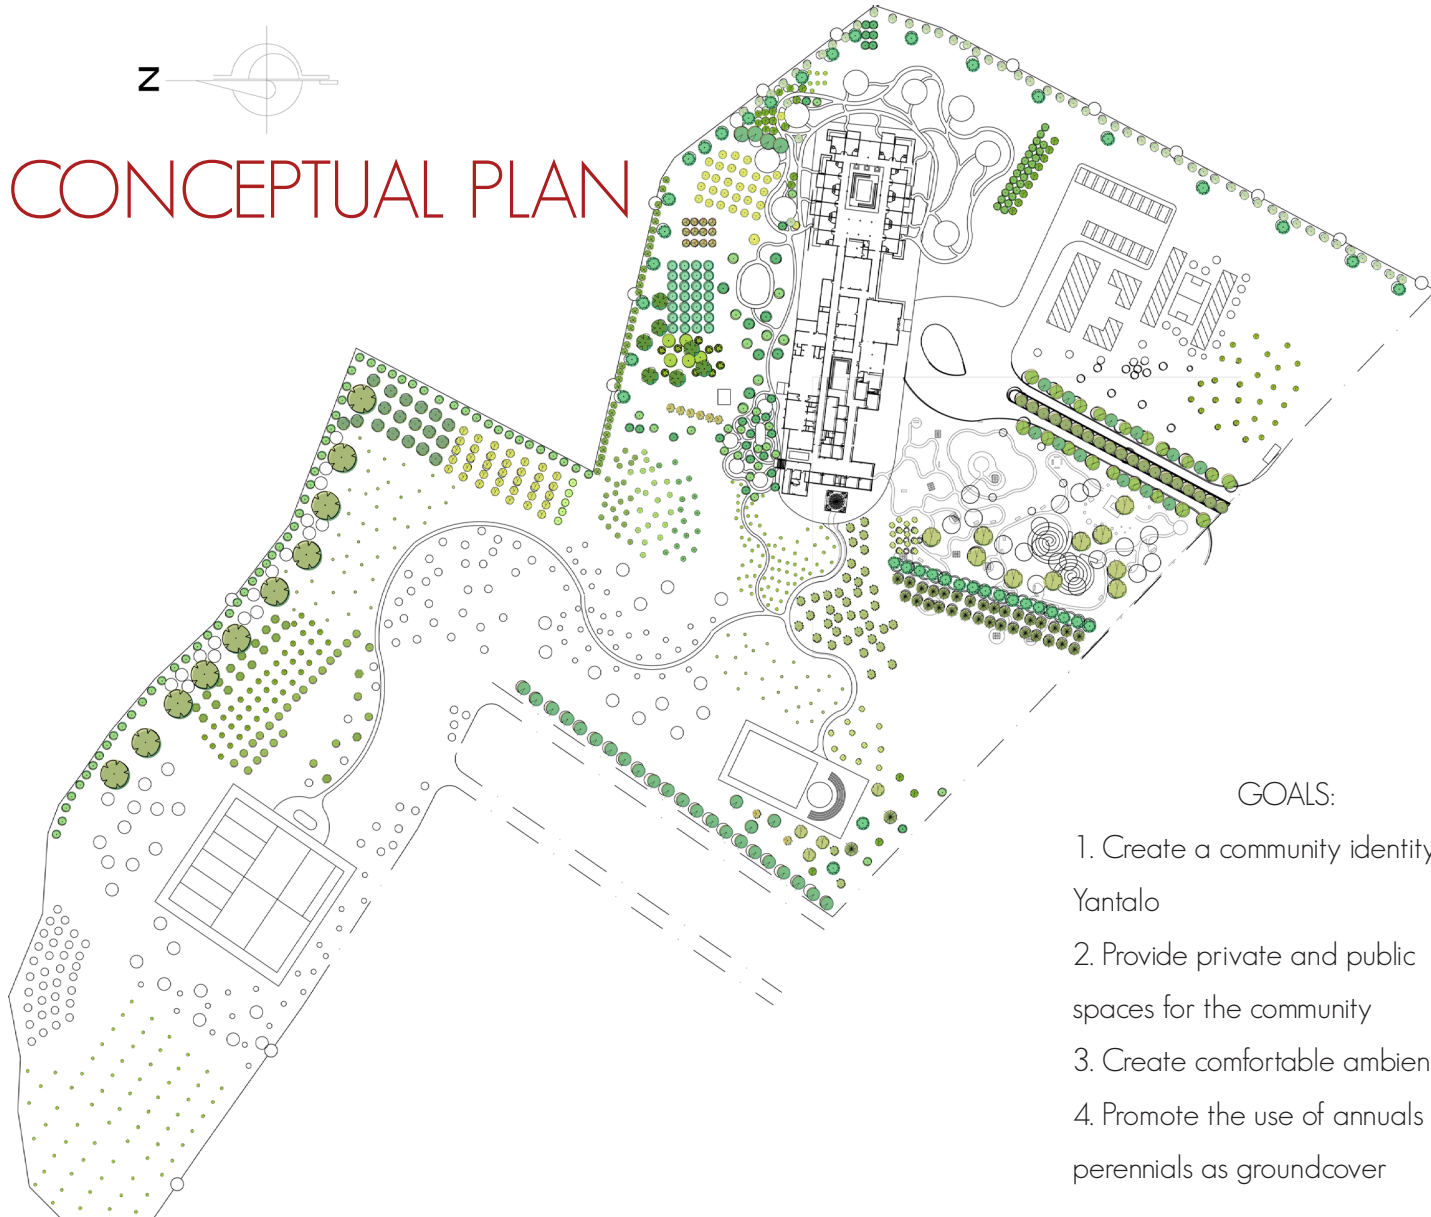 N
CONCEPTUAL PLAN
GOALS:
1. Create a community identity
Yantalo
2. Provide private and public
spaces for the community
3. Create comfortable ambien
4. Promote the use of annuals
perennials as groundcover